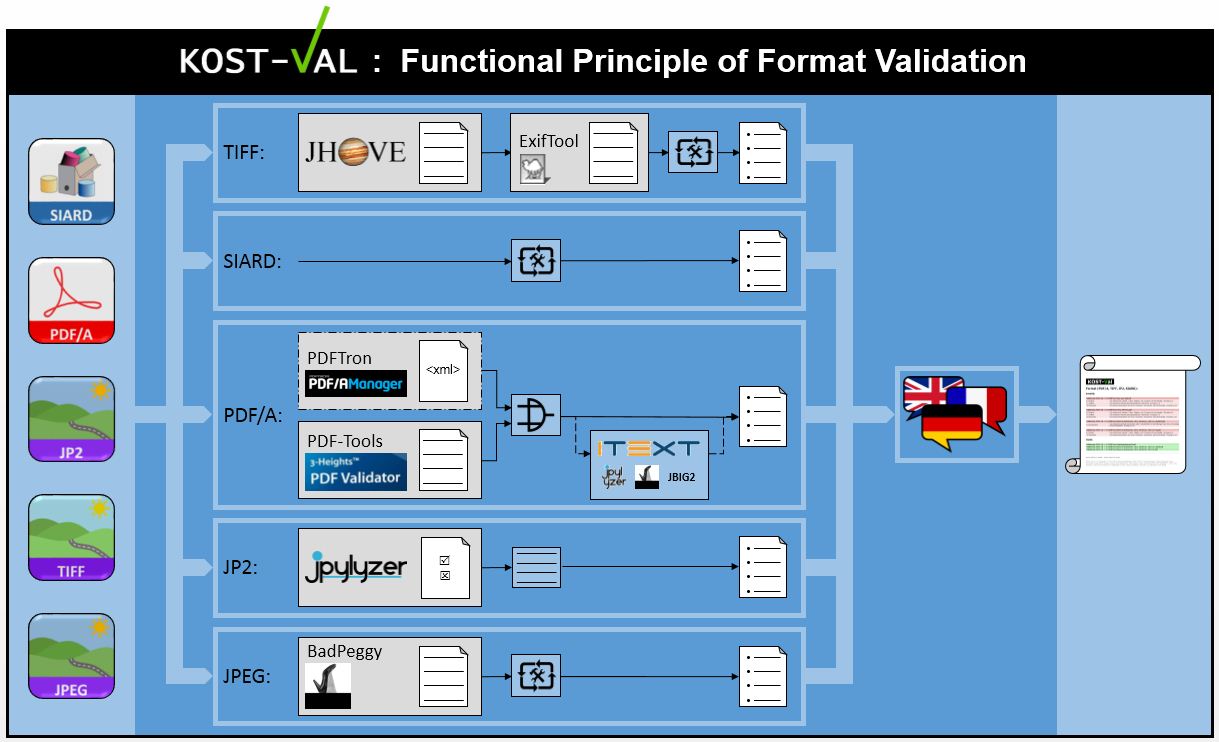 KOST-VAL : Functional Principle of Format Validation
SIARD
PDF/A
JP2
TIFF
JPEG
TIFF:
JHOVE
ExifTool
SIARD:
PDF/A:
PDFTron
PDF/A Manager
<xml>
PDF-Tools
3-Heights™
PDF Validator
iTEXT
jpylyzer
JBIG2
JP2:
jpylyzer
JPEG:
BadPeggy
KOST-VAL